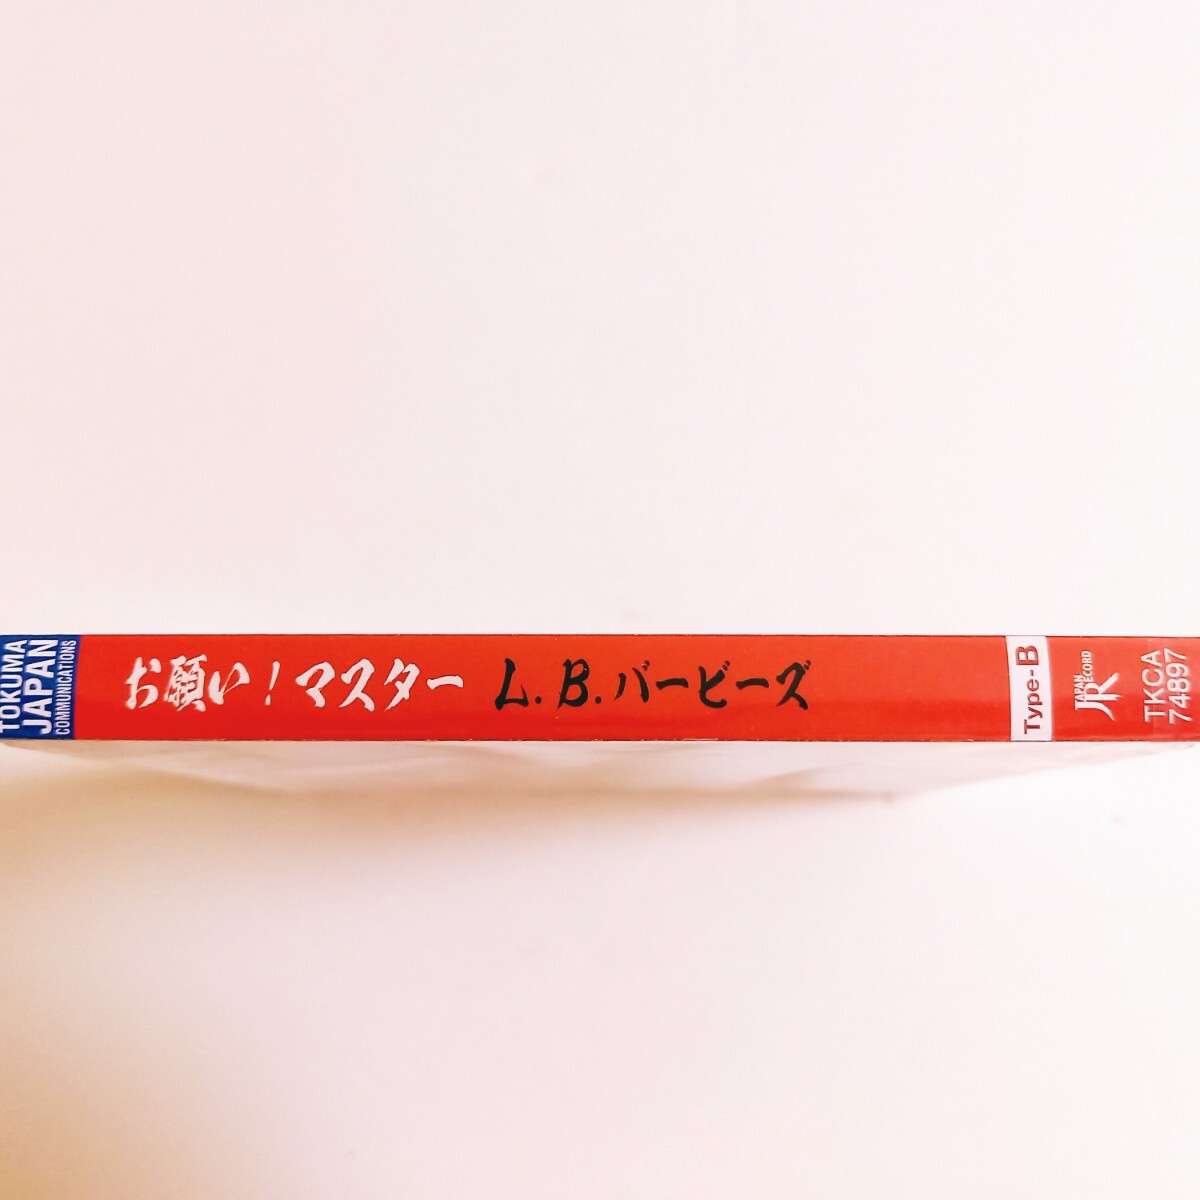 TOKUMA
JAPAN
COMMUNICATIONS
お願い!マスター L.B.バービーズ
Type-B
JAPAN
RECORD
JR
TKCA
74897